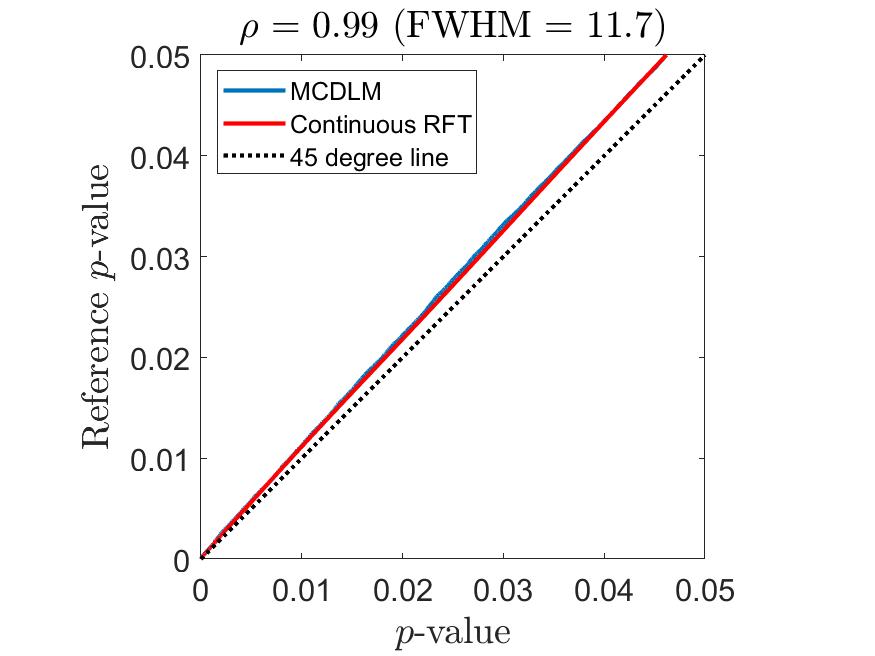 ρ = 0.99 (FWHM = 11.7)
0.05
0.04
0.03
0.02
0.01
0
Reference p-value
MCDLM
Continuous RFT
45 degree line
0 0.01 0.02 0.03 0.04 0.05
p-value